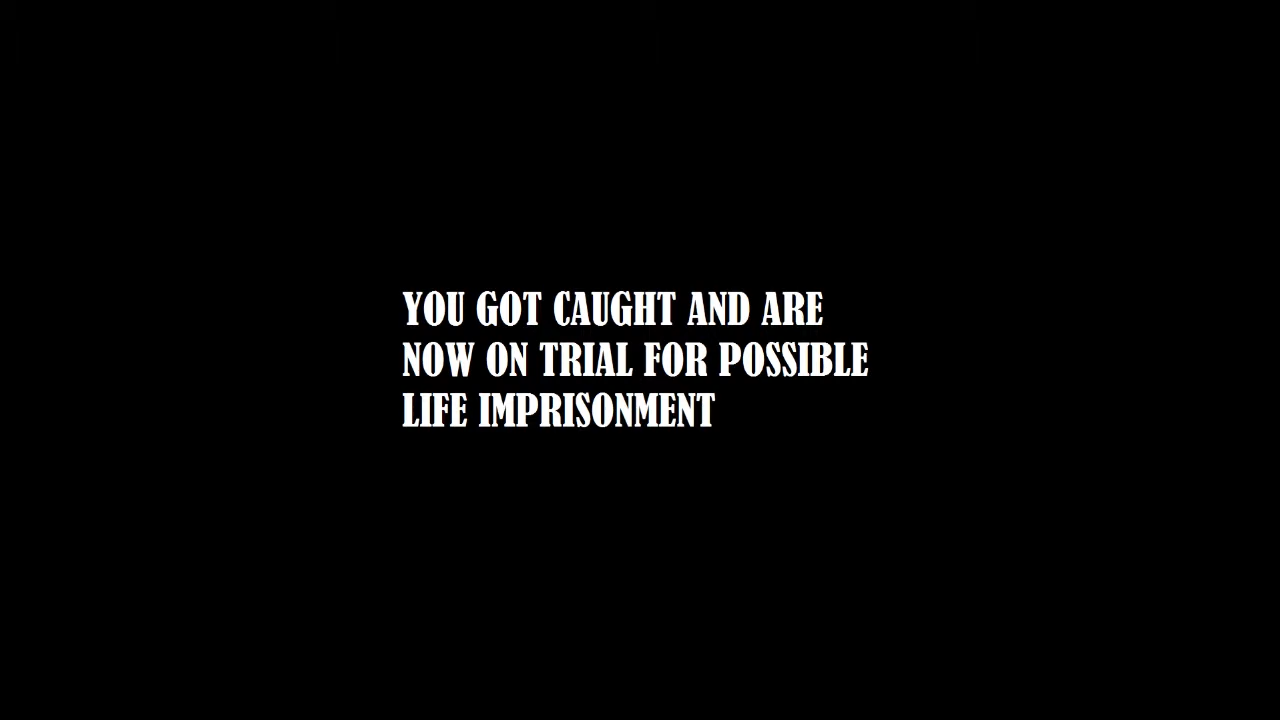 YOU GOT CAUGHT AND ARE
NOW ON TRIAL FOR POSSIBLE
LIFE IMPRISONMENT